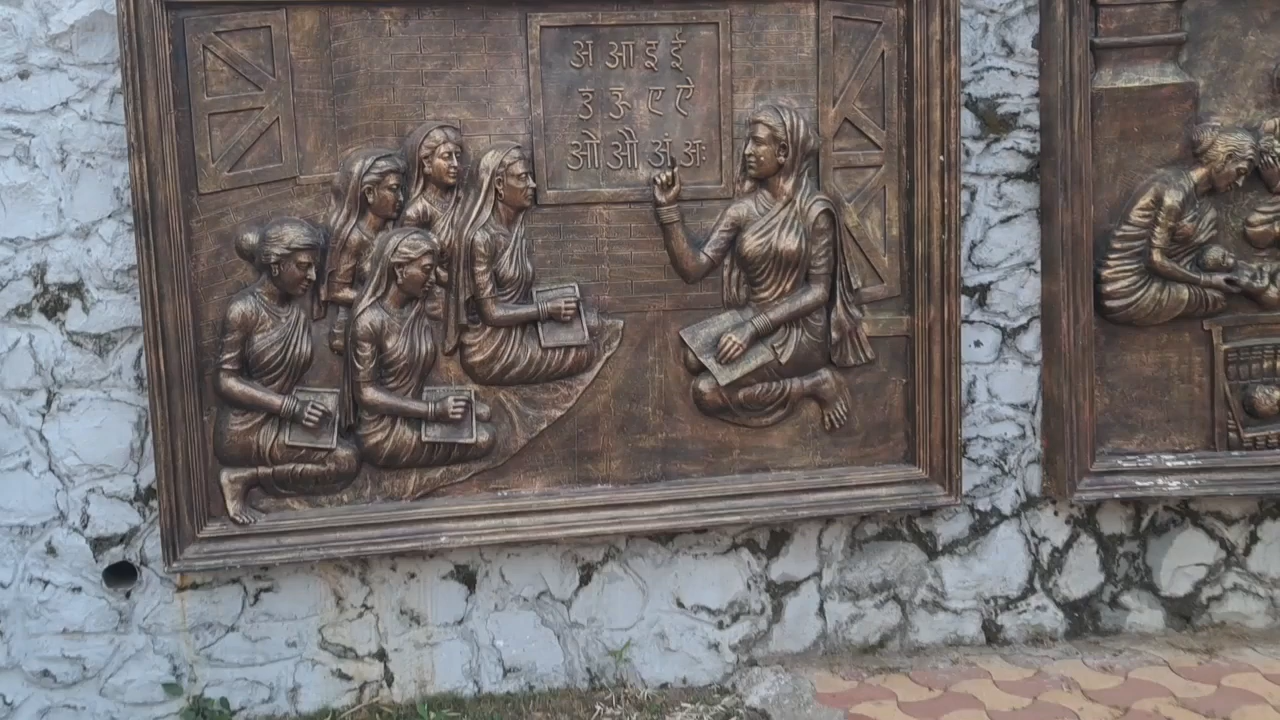 अ आ इ ई
उ ऊ ए ऐ
ओ औ अं अः